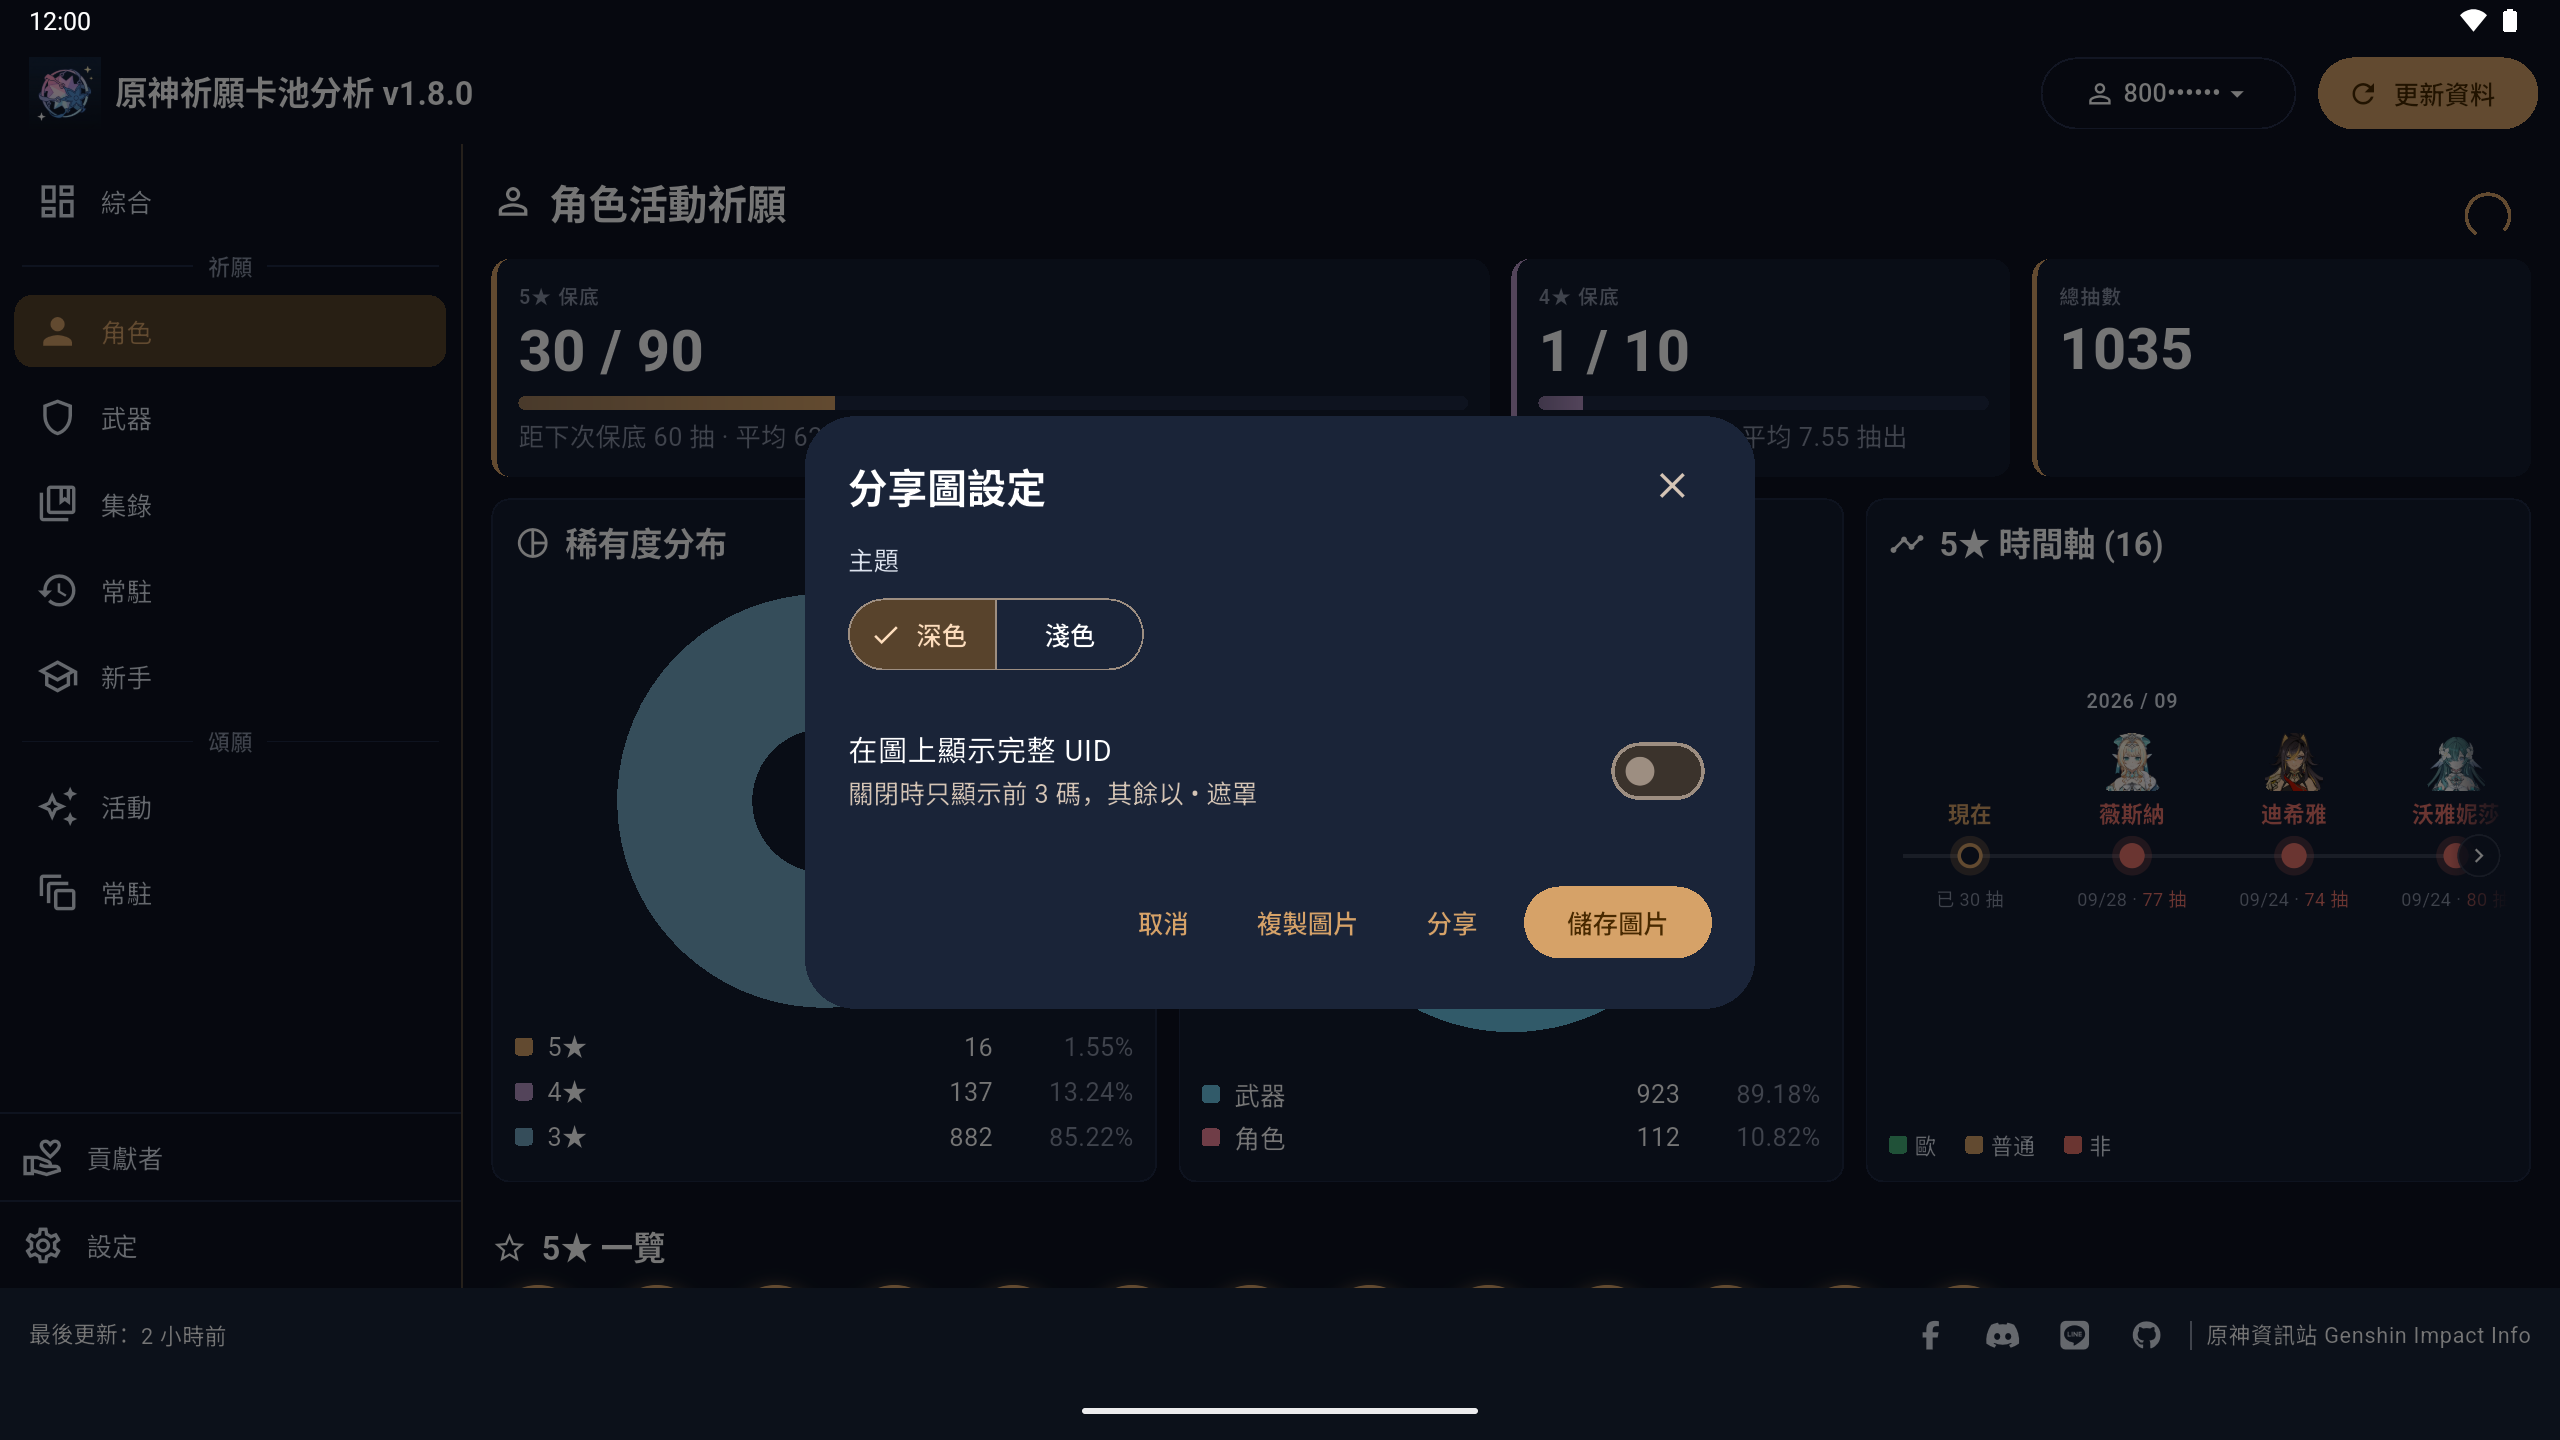 12:00
原神祈願卡池分析 v1.8.0
800••••••
更新資料
綜合
祈願
角色
武器
集錄
常駐
新手
頌願
活動
常駐
貢獻者
設定
角色活動祈願
5★ 保底
30 / 90
距下次保底 60 抽 · 平均 6
4★ 保底
1 / 10
平均 7.55 抽出
總抽數
1035
稀有度分布
5★ 16 1.55%
4★ 137 13.24%
3★ 882 85.22%
武器 923 89.18%
角色 112 10.82%
5★ 時間軸 (16)
2026 / 09
現在
薇斯納
迪希雅
沃雅妮莎
已 30 抽
09/28 · 77 抽
09/24 · 74 抽
09/24 · 80 抽
歐
普通
非
分享圖設定
主題
深色
淺色
在圖上顯示完整 UID
關閉時只顯示前 3 碼，其餘以 • 遮罩
取消
複製圖片
分享
儲存圖片
5★ 一覽
最後更新：2 小時前
LINE
原神資訊站 Genshin Impact Info